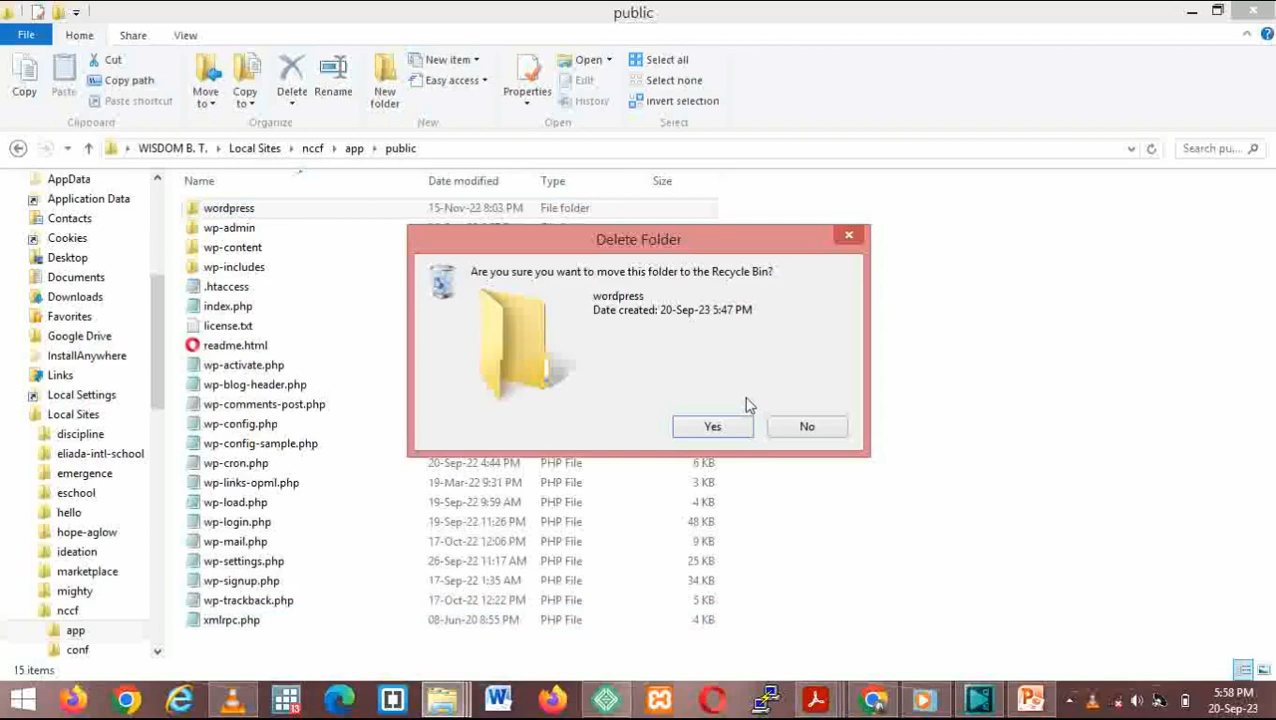 public
File Home Share View
Copy
Paste
Cut
Copy path
Paste shortcut
Move to
Copy to
Delete
Rename
New folder
New item
Easy access
Properties
Open
Edit
History
Select all
Select none
Invert selection
Clipboard Organize New Open Select
WISDOM B. T. Local Sites nccf app public
Search pu...
Name Date modified Type Size
AppData
Application Data
Contacts
Cookies
Desktop
Documents
Downloads
Favorites
Google Drive
InstallAnywhere
Links
Local Settings
Local Sites
discipline
eliada-intl-school
emergence
eschool
hello
hope-aglow
ideation
marketplace
mighty
nccf
app
conf
wordpress 15-Nov-22 8:03 PM File folder
wp-admin
wp-content
wp-includes
.htaccess
index.php
license.txt
readme.html
wp-activate.php
wp-blog-header.php
wp-comments-post.php
wp-config.php
wp-config-sample.php
wp-cron.php 20-Sep-22 4:44 PM PHP File 6 KB
wp-links-opml.php 19-Mar-22 9:31 PM PHP File 3 KB
wp-load.php 19-Sep-22 9:59 AM PHP File 4 KB
wp-login.php 19-Sep-22 11:26 PM PHP File 48 KB
wp-mail.php 17-Oct-22 12:06 PM PHP File 9 KB
wp-settings.php 26-Sep-22 11:17 AM PHP File 25 KB
wp-signup.php 17-Sep-22 1:35 AM PHP File 34 KB
wp-trackback.php 17-Oct-22 12:22 PM PHP File 5 KB
xmlrpc.php 08-Jun-20 8:55 PM PHP File 4 KB
Delete Folder
Are you sure you want to move this folder to the Recycle Bin?
wordpress
Date created: 20-Sep-23 5:47 PM
Yes No
15 items
5:58 PM
20-Sep-23